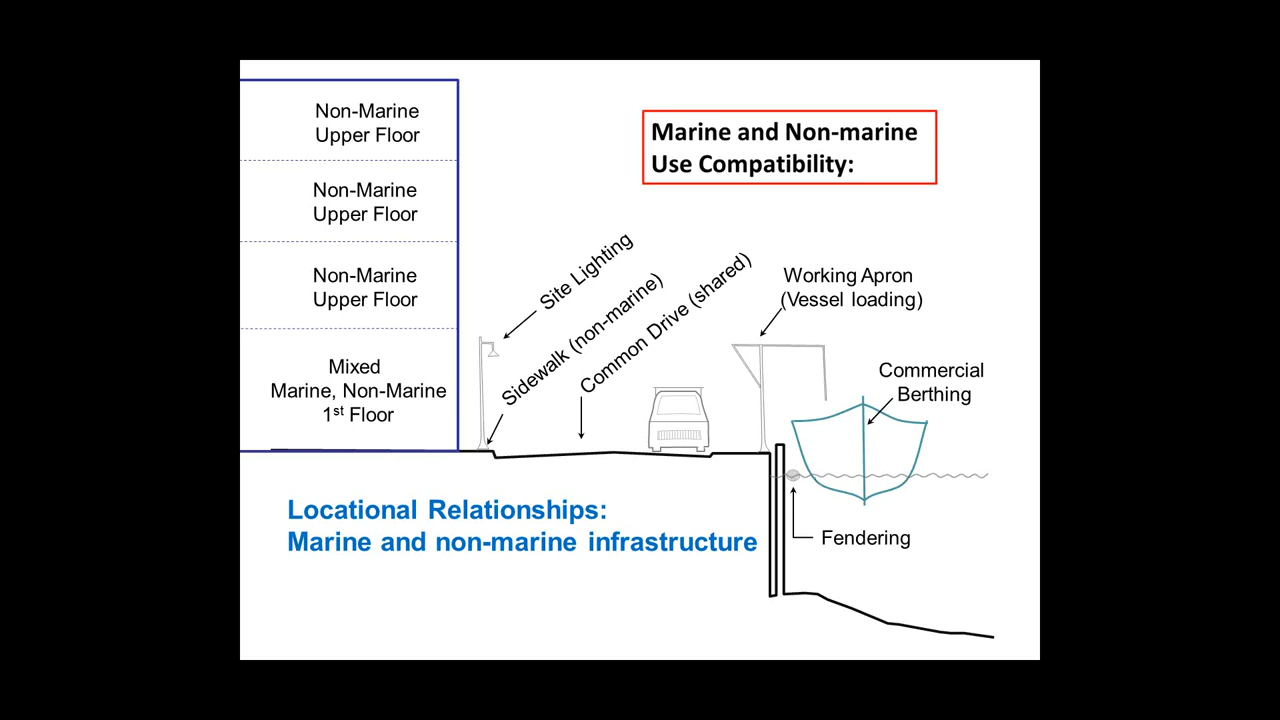 Non-Marine
Upper Floor
Marine and Non-marine
Use Compatibility:
Non-Marine
Upper Floor
Non-Marine
Upper Floor
Site Lighting
Sidewalk (non-marine)
Common Drive (shared)
Working Apron
(Vessel loading)
Mixed
Marine, Non-Marine
1st Floor
Commercial
Berthing
Locational Relationships:
Marine and non-marine infrastructure
Fendering